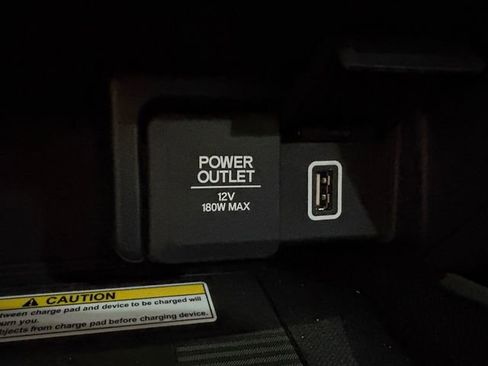 POWER
OUTLET
12V
180W MAX
CAUTION
between charge pad and device to be charged will
burn you.
objects from charge pad before charging device.